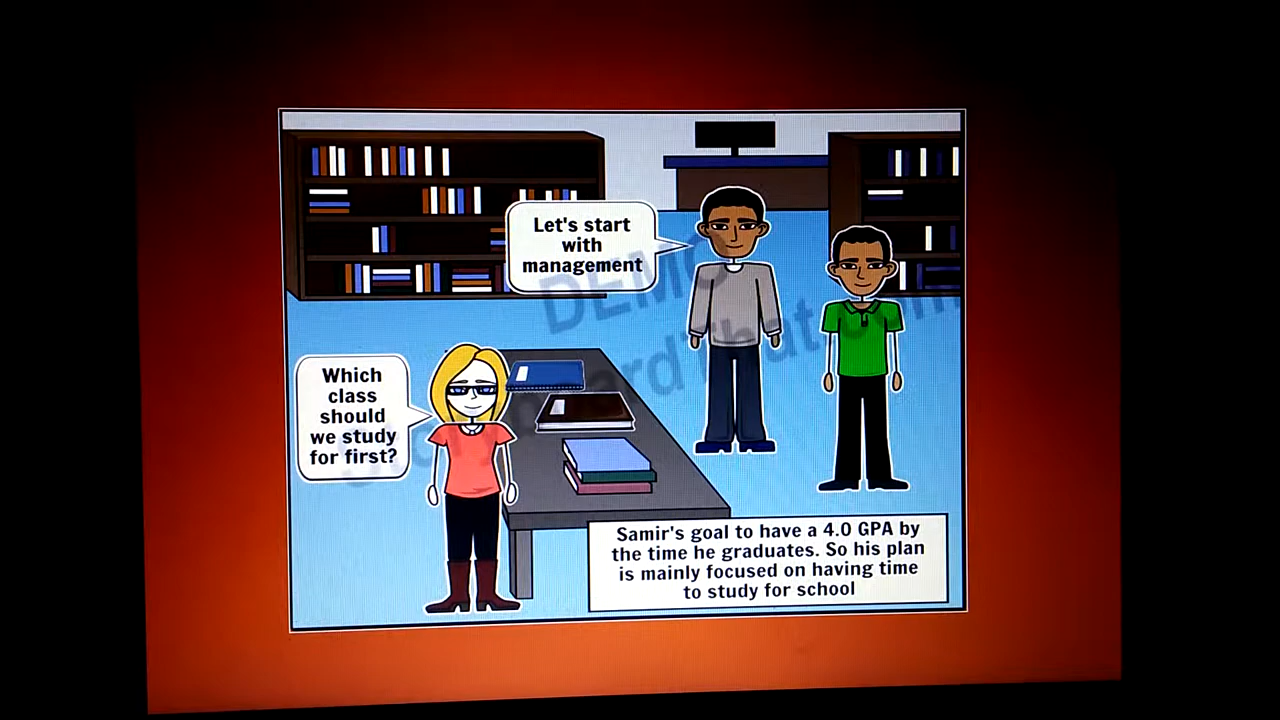 Let's start
with
management
Which
class
should
we study
for first?
Samir's goal to have a 4.0 GPA by
the time he graduates. So his plan
is mainly focused on having time
to study for school
DEMO